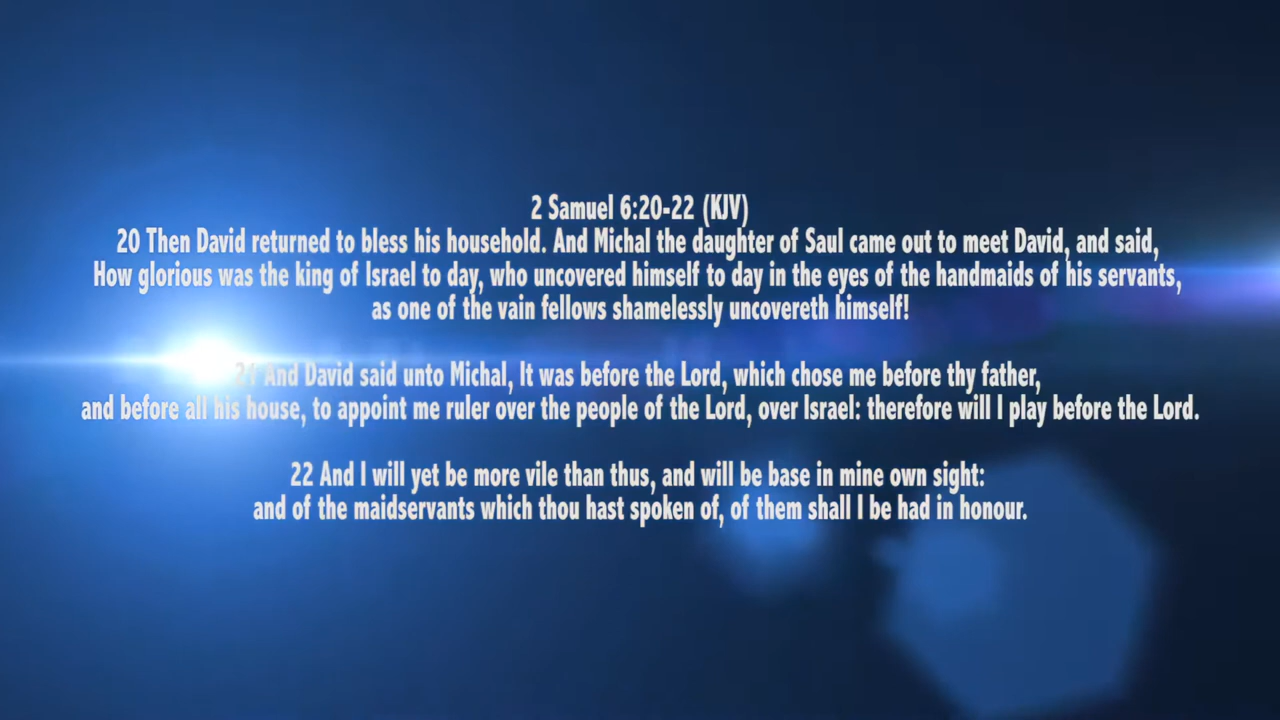 2 Samuel 6:20-22 (KJV)
20 Then David returned to bless his household. And Michal the daughter of Saul came out to meet David, and said,
How glorious was the king of Israel to day, who uncovered himself to day in the eyes of the handmaids of his servants,
as one of the vain fellows shamelessly uncovereth himself!
21 And David said unto Michal, It was before the Lord, which chose me before thy father,
and before all his house, to appoint me ruler over the people of the Lord, over Israel: therefore will I play before the Lord.
22 And I will yet be more vile than thus, and will be base in mine own sight:
and of the maidservants which thou hast spoken of, of them shall I be had in honour.